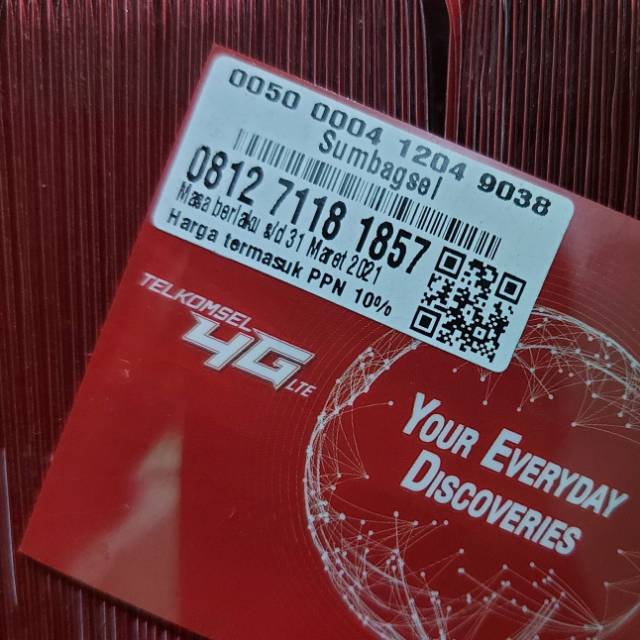 0050 0004 1204 9038
Sumbagsel
0812 7118 1857
Masa berlaku s/d 31 Maret 2021
Harga termasuk PPN 10%
TELKOMSEL
4G LTE
YOUR EVERYDAY
DISCOVERIES